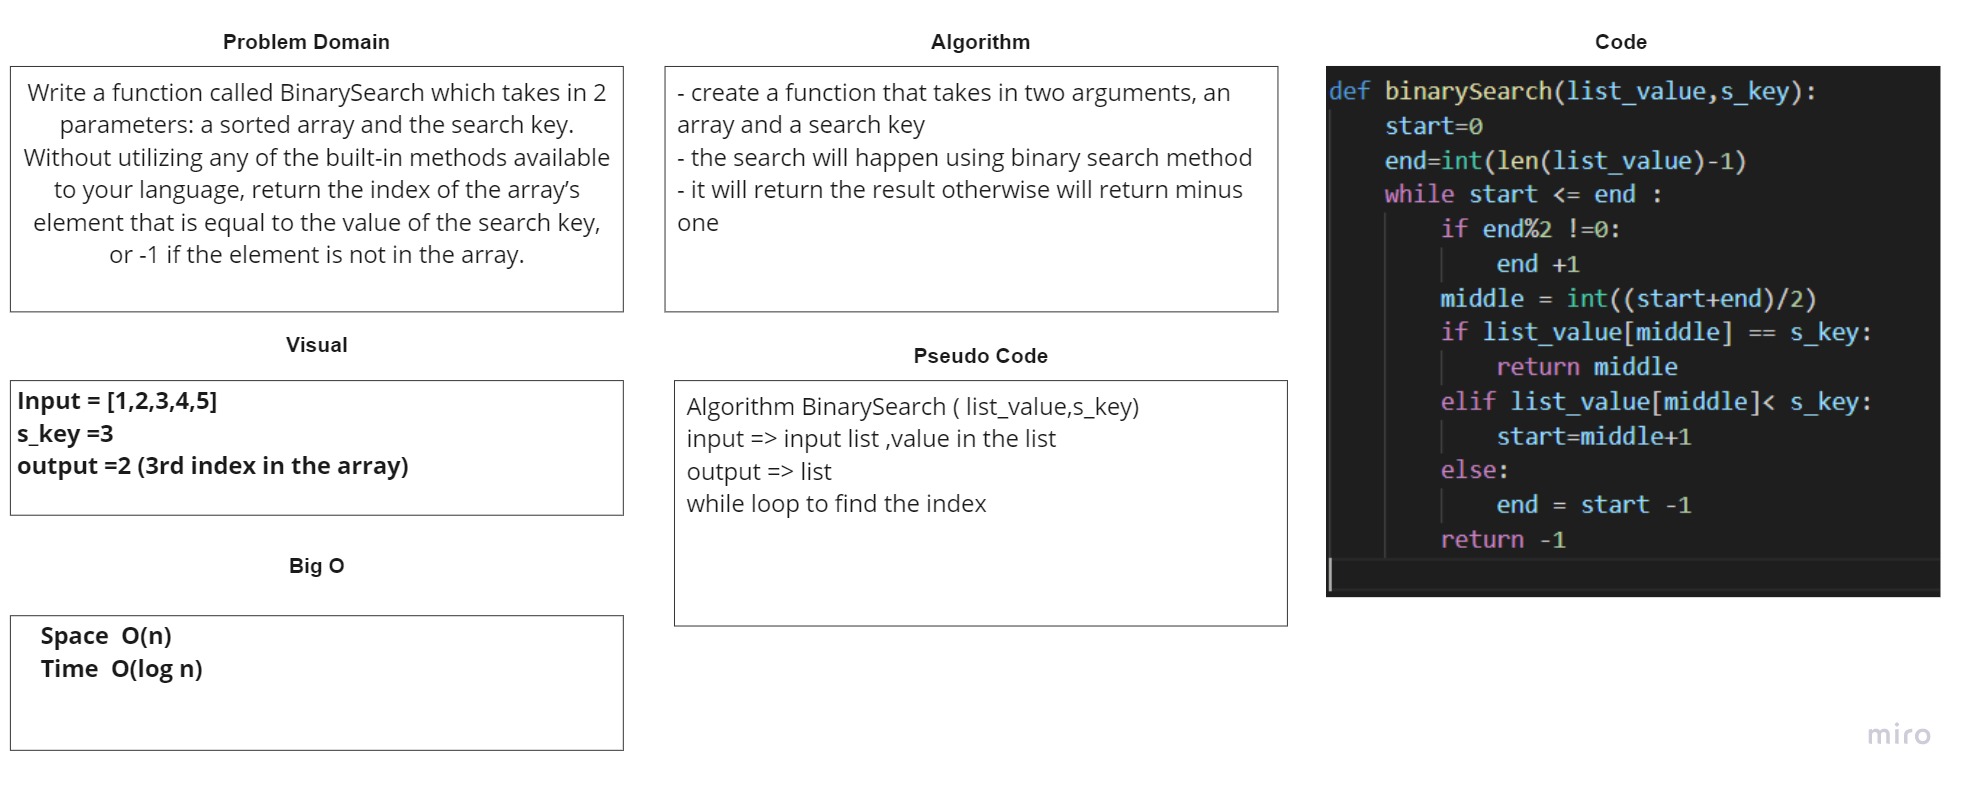 Problem Domain
Write a function called BinarySearch which takes in 2
parameters: a sorted array and the search key.
Without utilizing any of the built-in methods available
to your language, return the index of the array’s
element that is equal to the value of the search key,
or -1 if the element is not in the array.
Visual
Input = [1,2,3,4,5]
s_key =3
output =2 (3rd index in the array)
Big O
Space  O(n)
Time  O(log n)
Algorithm
- create a function that takes in two arguments, an
array and a search key
- the search will happen using binary search method
- it will return the result otherwise will return minus
one
Pseudo Code
Algorithm BinarySearch ( list_value,s_key)
input => input list ,value in the list
output => list
while loop to find the index
Code
def binarySearch(list_value,s_key):
    start=0
    end=int(len(list_value)-1)
    while start <= end :
        if end%2 !=0:
            end +1
        middle = int((start+end)/2)
        if list_value[middle] == s_key:
            return middle
        elif list_value[middle]< s_key:
            start=middle+1
        else:
            end = start -1
        return -1
miro